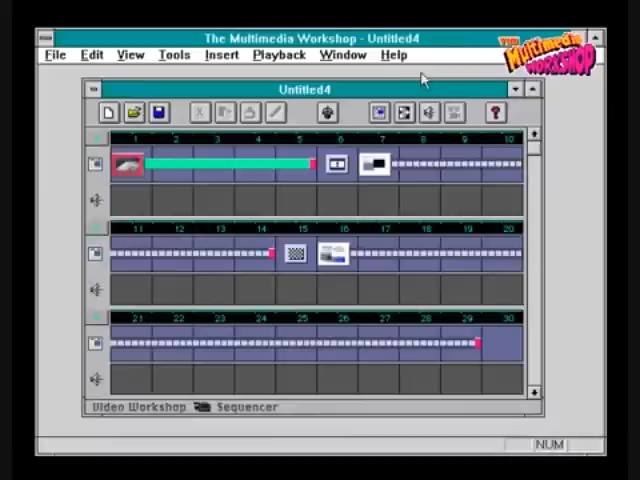 The Multimedia Workshop - Untitled4
File Edit View Tools Insert Playback Window Help
THE Multimedia WORKSHOP
Untitled4
1 2 3 4 5 6 7 8 9 10
11 12 13 14 15 16 17 18 19 20
21 22 23 24 25 26 27 28 29 30
Video Workshop Sequencer
NUM